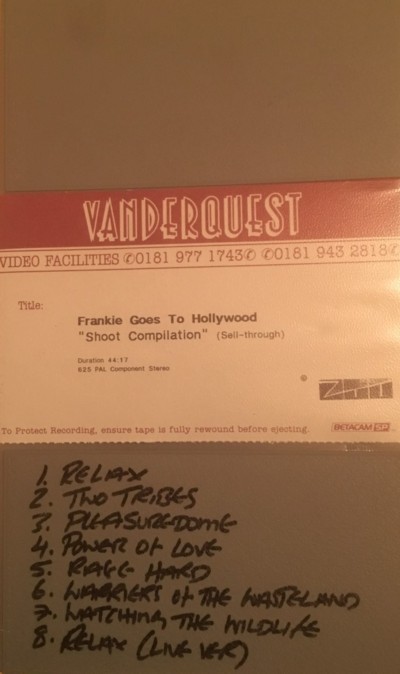 VANDERQUEST
VIDEO FACILITIES ✆0181 977 1743✆ ✆0181 943 2818✆
Title:
Frankie Goes To Hollywood
"Shoot Compilation" (Sell-through)
Duration 44:17
625 PAL Component Stereo
© ZTT
To Protect Recording, ensure tape is fully rewound before ejecting.
BETACAM SP
1. RELAX
2. TWO TRIBES
3. PLEASUREDOME
4. POWER OF LOVE
5. RAGE HARD
6. WARRIERS OF THE WASTELAND
7. WATCHING THE WILDLIFE
8. RELAX (LIVE VER)